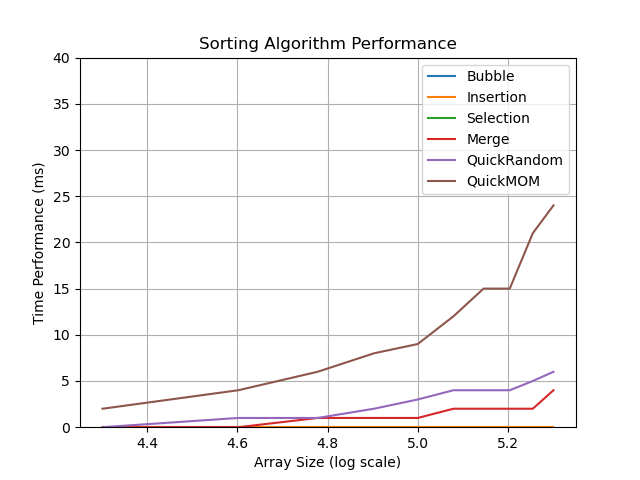 Sorting Algorithm Performance
40
35
30
25
20
15
10
5
0
Time Performance (ms)
Bubble
Insertion
Selection
Merge
QuickRandom
QuickMOM
4.4 4.6 4.8 5.0 5.2
Array Size (log scale)